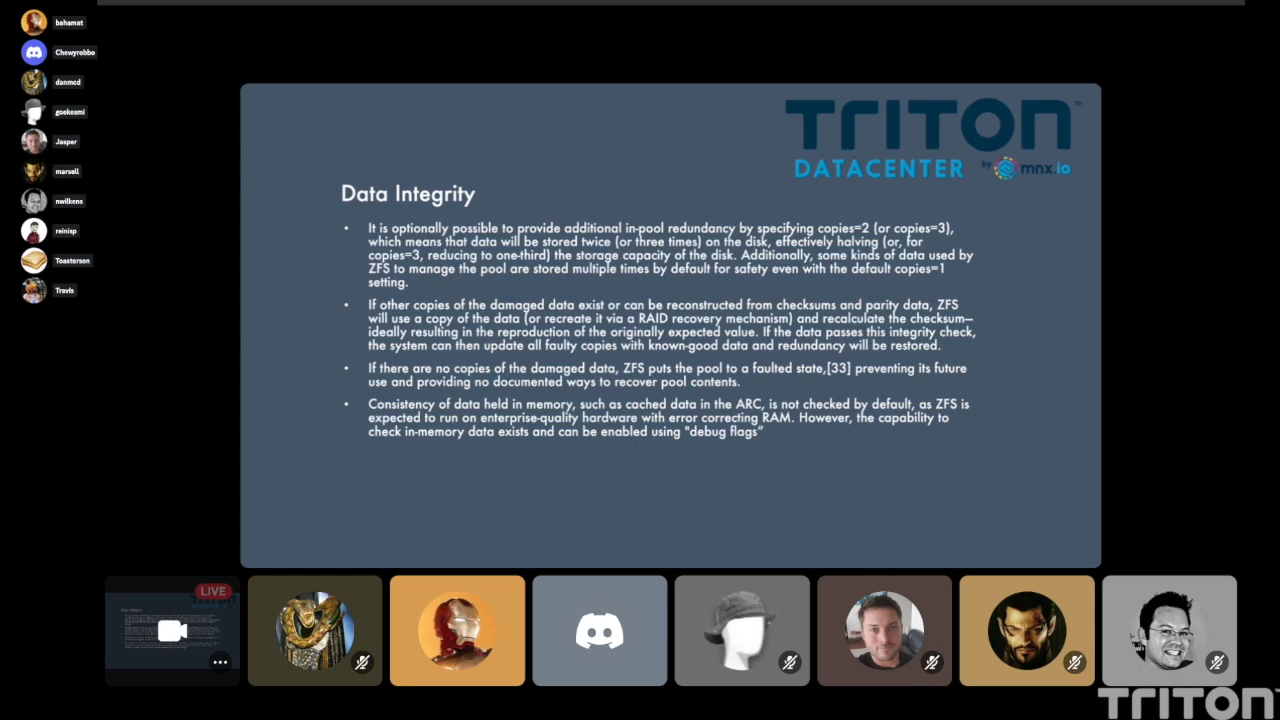 bahamat
Chewyrobbo
danmcd
goekesmi
Jasper
marsell
nwilkens
reinisp
Toasterson
Travis
TRITON™
DATACENTER by mnx.io
Data Integrity
• It is optionally possible to provide additional in-pool redundancy by specifying copies=2 (or copies=3),
which means that data will be stored twice (or three times) on the disk, effectively halving (or, for
copies=3, reducing to one-third) the storage capacity of the disk. Additionally, some kinds of data used by
ZFS to manage the pool are stored multiple times by default for safety even with the default copies=1
setting.
• If other copies of the damaged data exist or can be reconstructed from checksums and parity data, ZFS
will use a copy of the data (or recreate it via a RAID recovery mechanism) and recalculate the checksum—
ideally resulting in the reproduction of the originally expected value. If the data passes this integrity check,
the system can then update all faulty copies with known-good data and redundancy will be restored.
• If there are no copies of the damaged data, ZFS puts the pool to a faulted state,[33] preventing its future
use and providing no documented ways to recover pool contents.
• Consistency of data held in memory, such as cached data in the ARC, is not checked by default, as ZFS is
expected to run on enterprise-quality hardware with error correcting RAM. However, the capability to
check in-memory data exists and can be enabled using "debug flags”
LIVE
TRITON